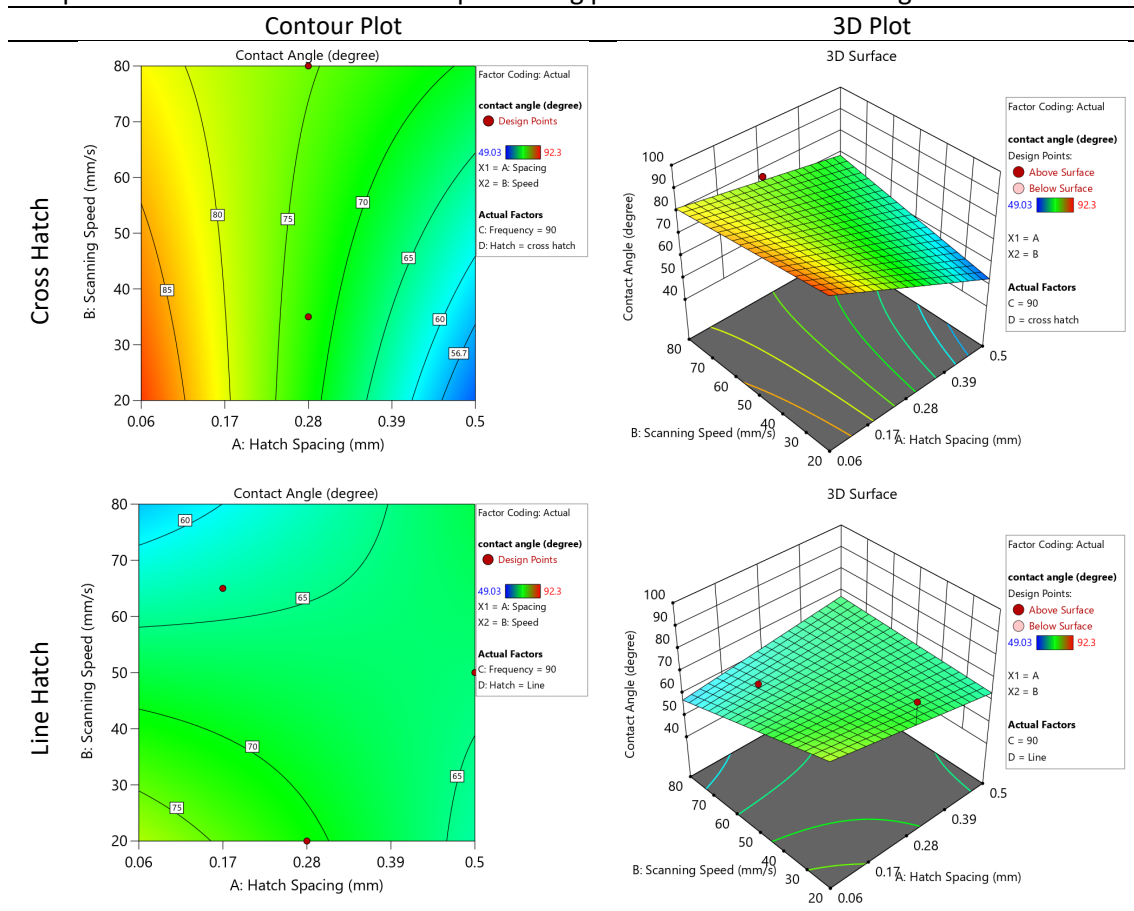 Contour Plot
3D Plot
Cross Hatch
Contact Angle (degree)
B: Scanning Speed (mm/s)
80
70
60
50
40
30
20
80
75
70
65
60
56.7
85
0.06
0.17
0.28
0.39
0.5
A: Hatch Spacing (mm)
Factor Coding: Actual
contact angle (degree)
Design Points
49.03 92.3
X1 = A: Spacing
X2 = B: Speed
Actual Factors
C: Frequency = 90
D: Hatch = cross hatch
3D Surface
Contact Angle (degree)
100
90
80
70
60
50
40
80
70
60
50
40
30
20
B: Scanning Speed (mm/s)
0.06
0.17
0.28
0.39
0.5
A: Hatch Spacing (mm)
Factor Coding: Actual
contact angle (degree)
Design Points:
Above Surface
Below Surface
49.03 92.3
X1 = A
X2 = B
Actual Factors
C = 90
D = cross hatch
Line Hatch
Contact Angle (degree)
B: Scanning Speed (mm/s)
80
70
60
50
40
30
20
60
65
70
75
65
0.06
0.17
0.28
0.39
0.5
A: Hatch Spacing (mm)
Factor Coding: Actual
contact angle (degree)
Design Points
49.03 92.3
X1 = A: Spacing
X2 = B: Speed
Actual Factors
C: Frequency = 90
D: Hatch = Line
3D Surface
Contact Angle (degree)
100
90
80
70
60
50
40
80
70
60
50
40
30
20
B: Scanning Speed (mm/s)
0.06
0.17
0.28
0.39
0.5
A: Hatch Spacing (mm)
Factor Coding: Actual
contact angle (degree)
Design Points:
Above Surface
Below Surface
49.03 92.3
X1 = A
X2 = B
Actual Factors
C = 90
D = Line